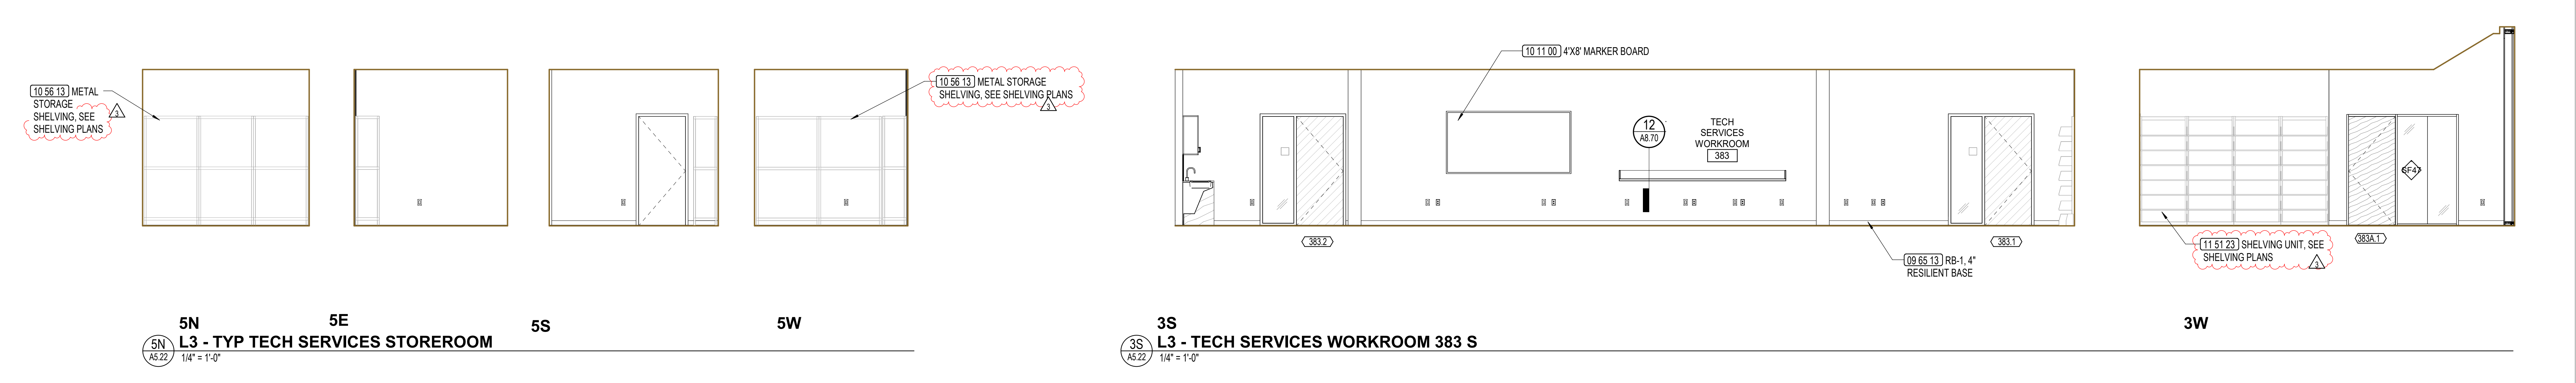 10 56 13 METAL
STORAGE
SHELVING, SEE
SHELVING PLANS
3
10 56 13 METAL STORAGE
SHELVING, SEE SHELVING PLANS
3
10 11 00 4'X8' MARKER BOARD
12
A8.70
TECH
SERVICES
WORKROOM
383
SF47
383.2
383.1
383A.1
09 65 13 RB-1, 4"
RESILIENT BASE
11 51 23 SHELVING UNIT, SEE
SHELVING PLANS
3
5N
5E
5S
5W
5N
A5.22
L3 - TYP TECH SERVICES STOREROOM
1/4" = 1'-0"
3S
3W
3S
A5.22
L3 - TECH SERVICES WORKROOM 383 S
1/4" = 1'-0"